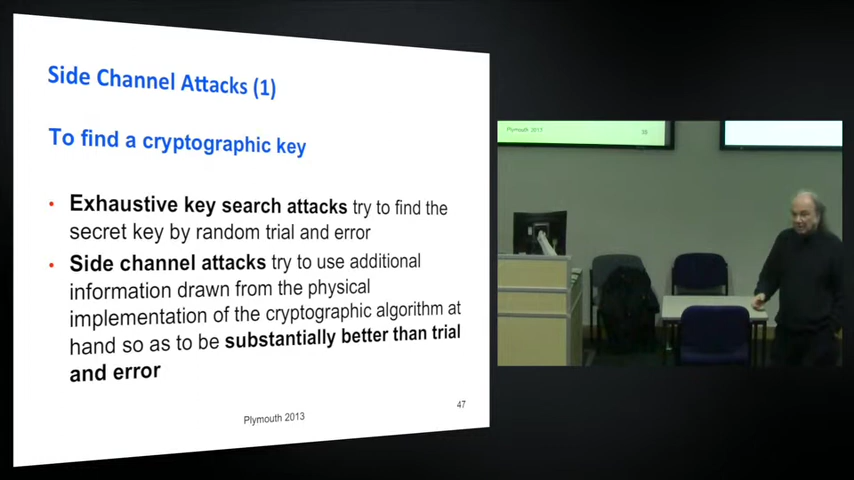 Side Channel Attacks (1)
To find a cryptographic key
• Exhaustive key search attacks try to find the
secret key by random trial and error
• Side channel attacks try to use additional
information drawn from the physical
implementation of the cryptographic algorithm at
hand so as to be substantially better than trial
and error
Plymouth 2013
47
Plymouth 2013